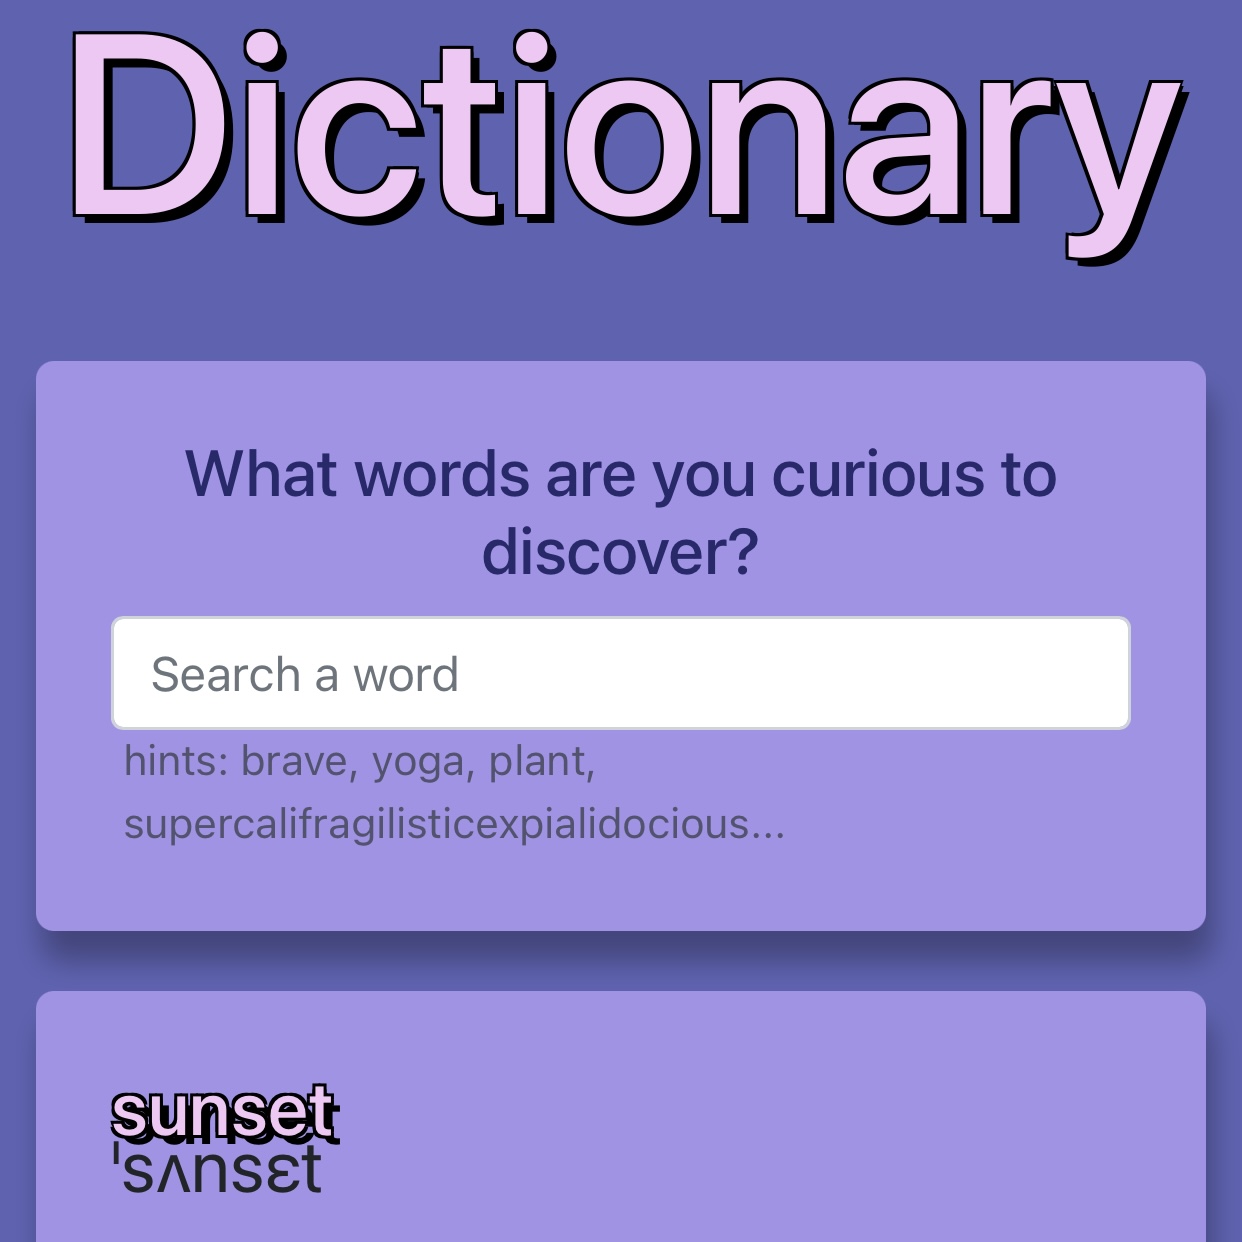 Dictionary
What words are you curious to
discover?
Search a word
hints: brave, yoga, plant,
supercalifragilisticexpialidocious...
sunset
ˈsʌnsɛt